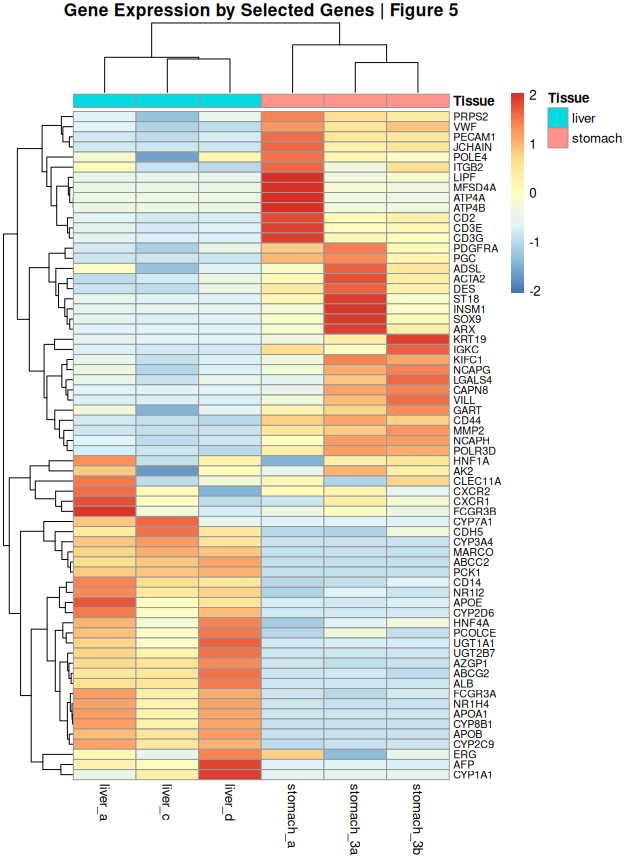 Gene Expression by Selected Genes | Figure 5
Tissue
PRPS2
VWF
PECAM1
JCHAIN
POLE4
ITGB2
LIPF
MFSD4A
ATP4A
ATP4B
CD2
CD3E
CD3G
PDGFRA
PGC
ADSL
ACTA2
DES
ST18
INSM1
SOX9
ARX
KRT19
IGKC
KIFC1
NCAPG
LGALS4
CAPN8
VILL
GART
CD44
MMP2
NCAPH
POLR3D
HNF1A
AK2
CLEC11A
CXCR2
CXCR1
FCGR3B
CYP7A1
CDH5
CYP3A4
MARCO
ABCC2
PCK1
CD14
NR1I2
APOE
CYP2D6
HNF4A
PCOLCE
UGT1A1
UGT2B7
AZGP1
ABCG2
ALB
FCGR3A
NR1H4
APOA1
CYP8B1
APOB
CYP2C9
ERG
AFP
CYP1A1
liver_a
liver_c
liver_d
stomach_a
stomach_3a
stomach_3b
2
1
0
-1
-2
Tissue
liver
stomach